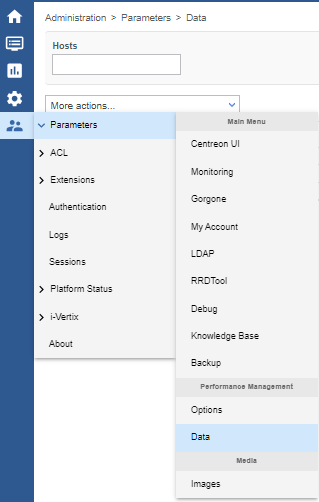 Administration > Parameters > Data
Hosts
More actions...
Parameters
ACL
Extensions
Authentication
Logs
Sessions
Platform Status
i-Vertix
About
Main Menu
Centreon UI
Monitoring
Gorgone
My Account
LDAP
RRDTool
Debug
Knowledge Base
Backup
Performance Management
Options
Data
Media
Images